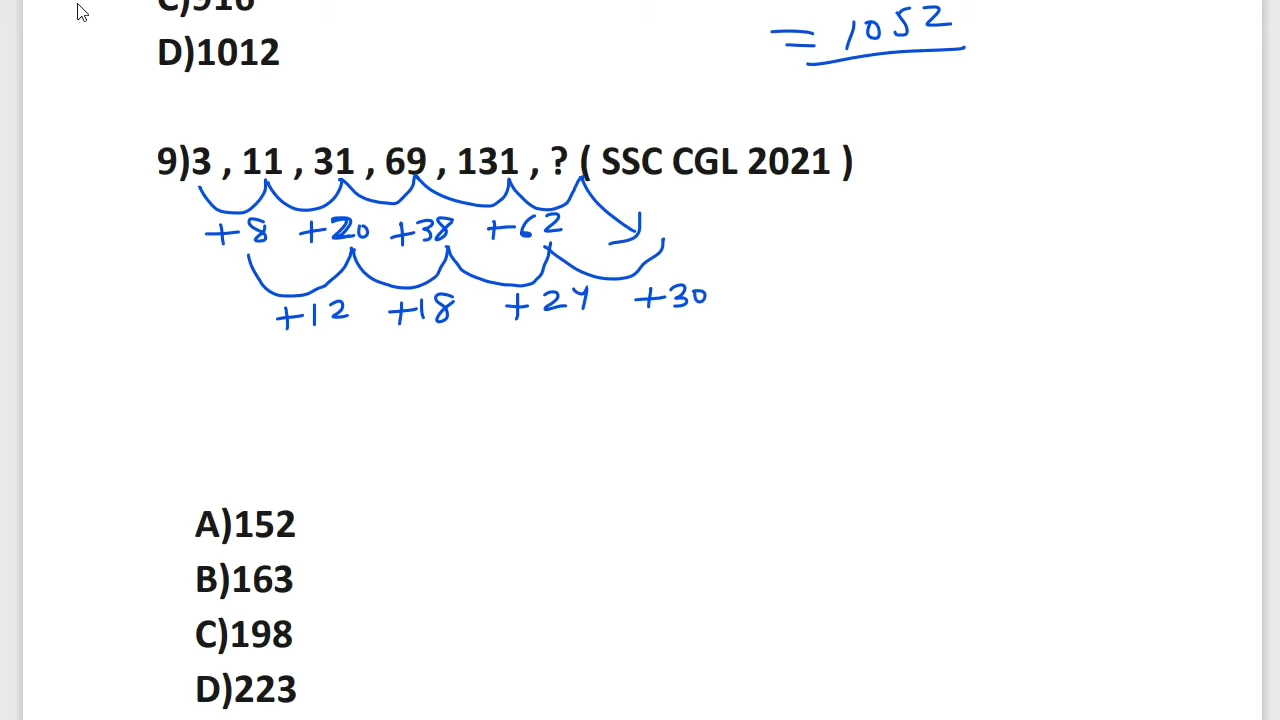 C)916
D)1012
= 1052
9)3 , 11 , 31 , 69 , 131 , ? ( SSC CGL 2021 )
+8 +20 +38 +62
+12 +18 +24 +30
A)152
B)163
C)198
D)223